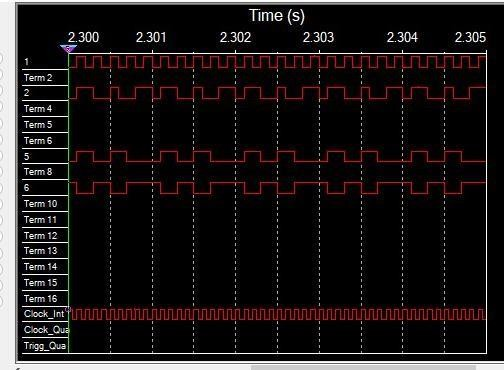 Time (s)
2.300 2.301 2.302 2.303 2.304 2.305
1
Term 2
2
Term 4
Term 5
Term 6
5
Term 8
6
Term 10
Term 11
Term 12
Term 13
Term 14
Term 15
Term 16
Clock_Int
Clock_Qua
Trigg_Qua